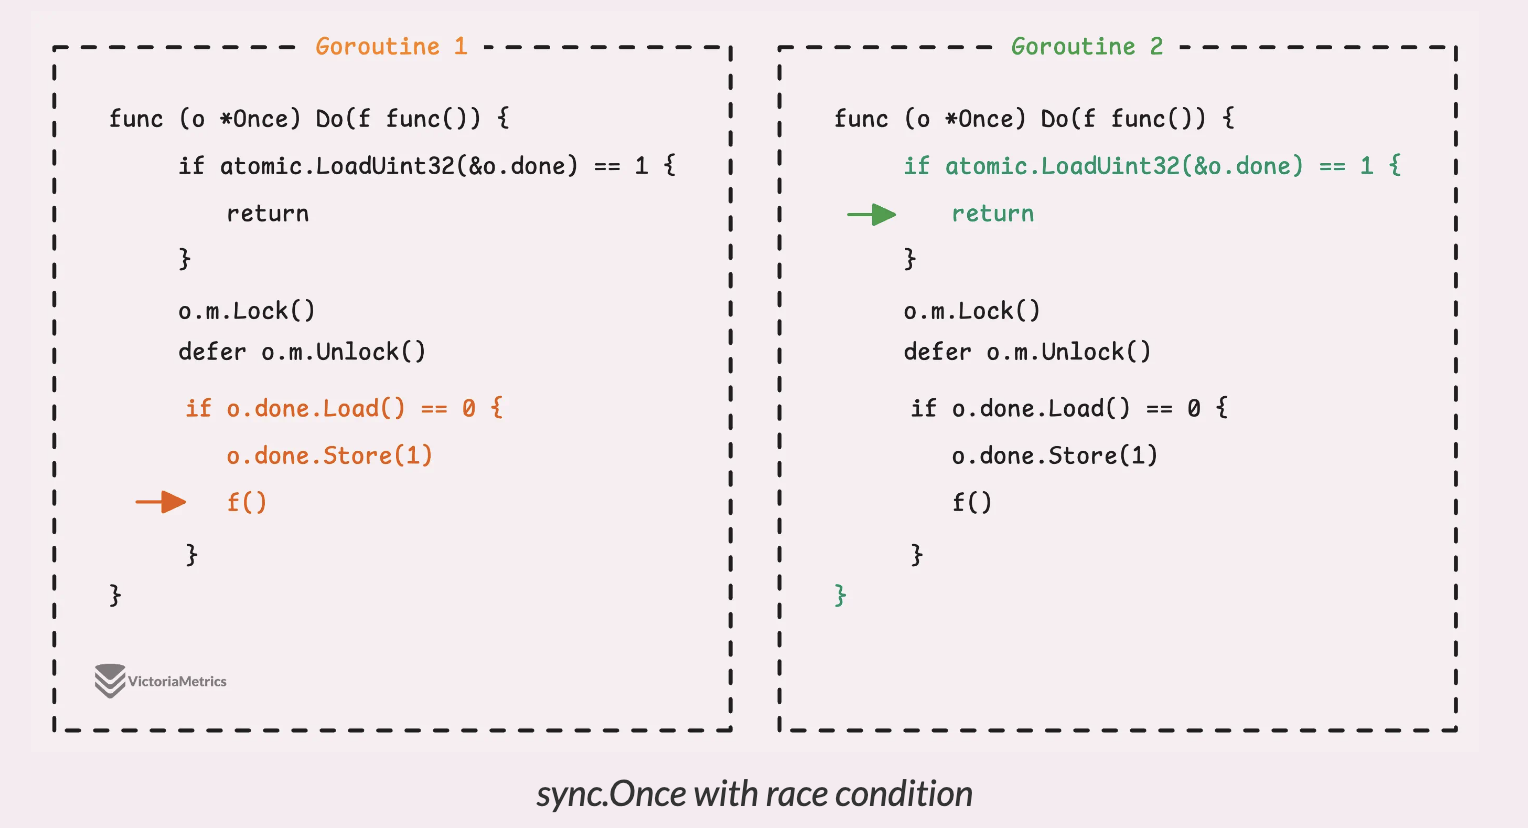 Goroutine 1
func (o *Once) Do(f func()) {
if atomic.LoadUint32(&o.done) == 1 {
return
}
o.m.Lock()
defer o.m.Unlock()
if o.done.Load() == 0 {
o.done.Store(1)
f()
}
}
VictoriaMetrics
Goroutine 2
func (o *Once) Do(f func()) {
if atomic.LoadUint32(&o.done) == 1 {
return
}
o.m.Lock()
defer o.m.Unlock()
if o.done.Load() == 0 {
o.done.Store(1)
f()
}
}
sync.Once with race condition